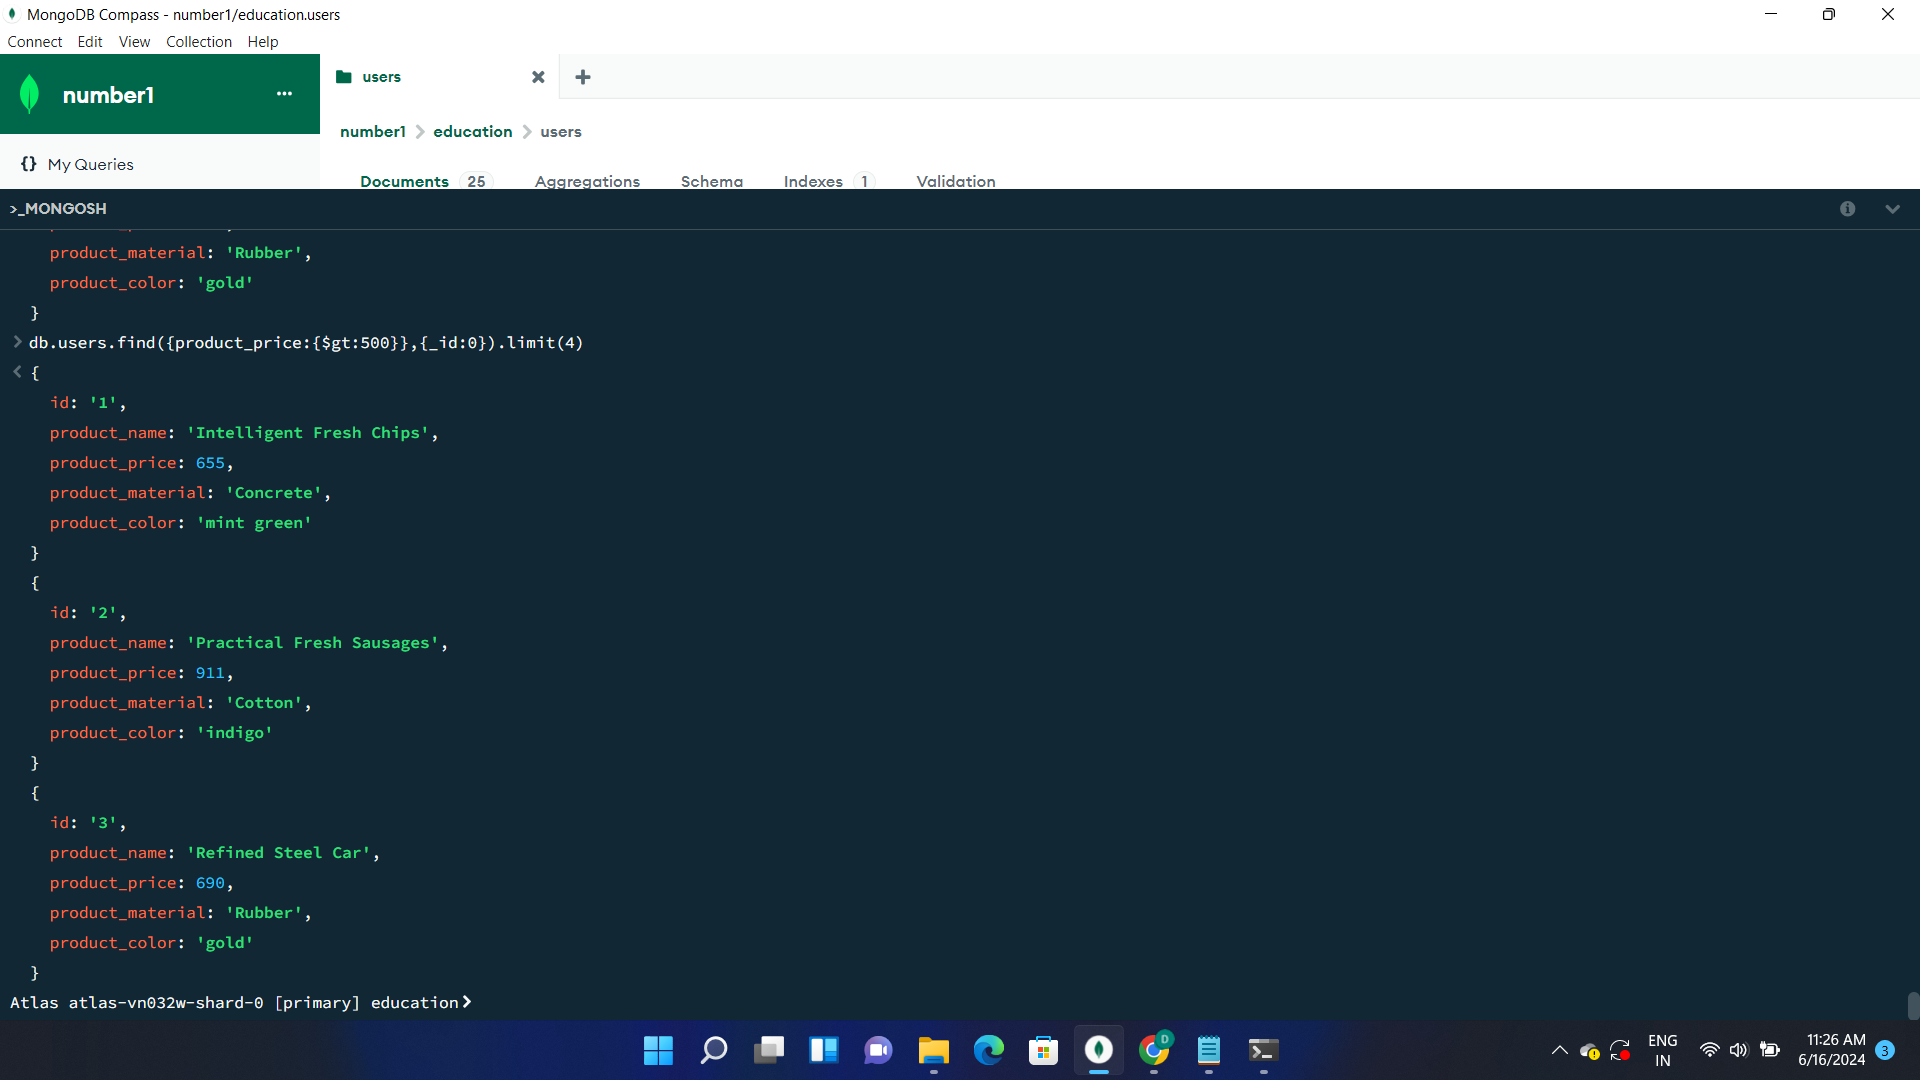 MongoDB Compass - number1/education.users
Connect Edit View Collection Help
number1 ...
users
number1 > education > users
{} My Queries
Documents 25 Aggregations Schema Indexes 1 Validation
>_MONGOSH
product_material: 'Rubber',
product_color: 'gold'
}
> db.users.find({product_price:{$gt:500}},{_id:0}).limit(4)
< {
id: '1',
product_name: 'Intelligent Fresh Chips',
product_price: 655,
product_material: 'Concrete',
product_color: 'mint green'
}
{
id: '2',
product_name: 'Practical Fresh Sausages',
product_price: 911,
product_material: 'Cotton',
product_color: 'indigo'
}
{
id: '3',
product_name: 'Refined Steel Car',
product_price: 690,
product_material: 'Rubber',
product_color: 'gold'
}
Atlas atlas-vn032w-shard-0 [primary] education>
D
ENG
IN
11:26 AM
6/16/2024
3